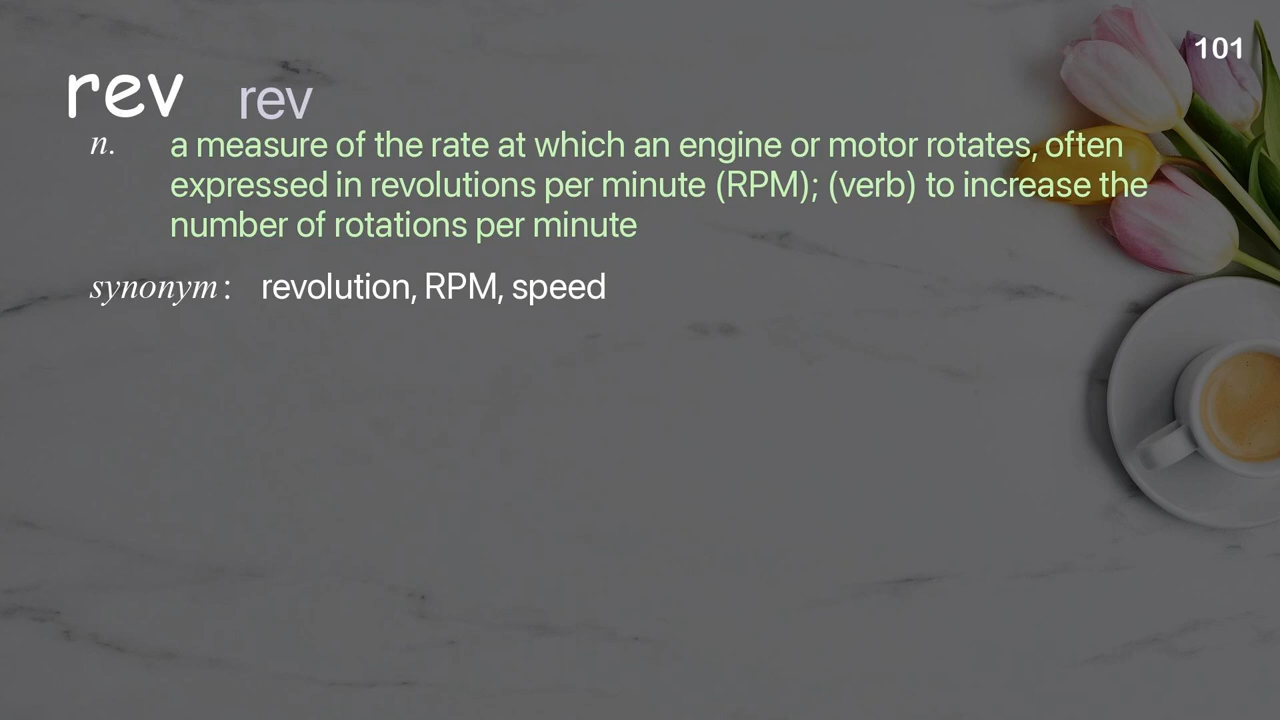 101
rev rev
n. a measure of the rate at which an engine or motor rotates, often
expressed in revolutions per minute (RPM); (verb) to increase the
number of rotations per minute
synonym: revolution, RPM, speed